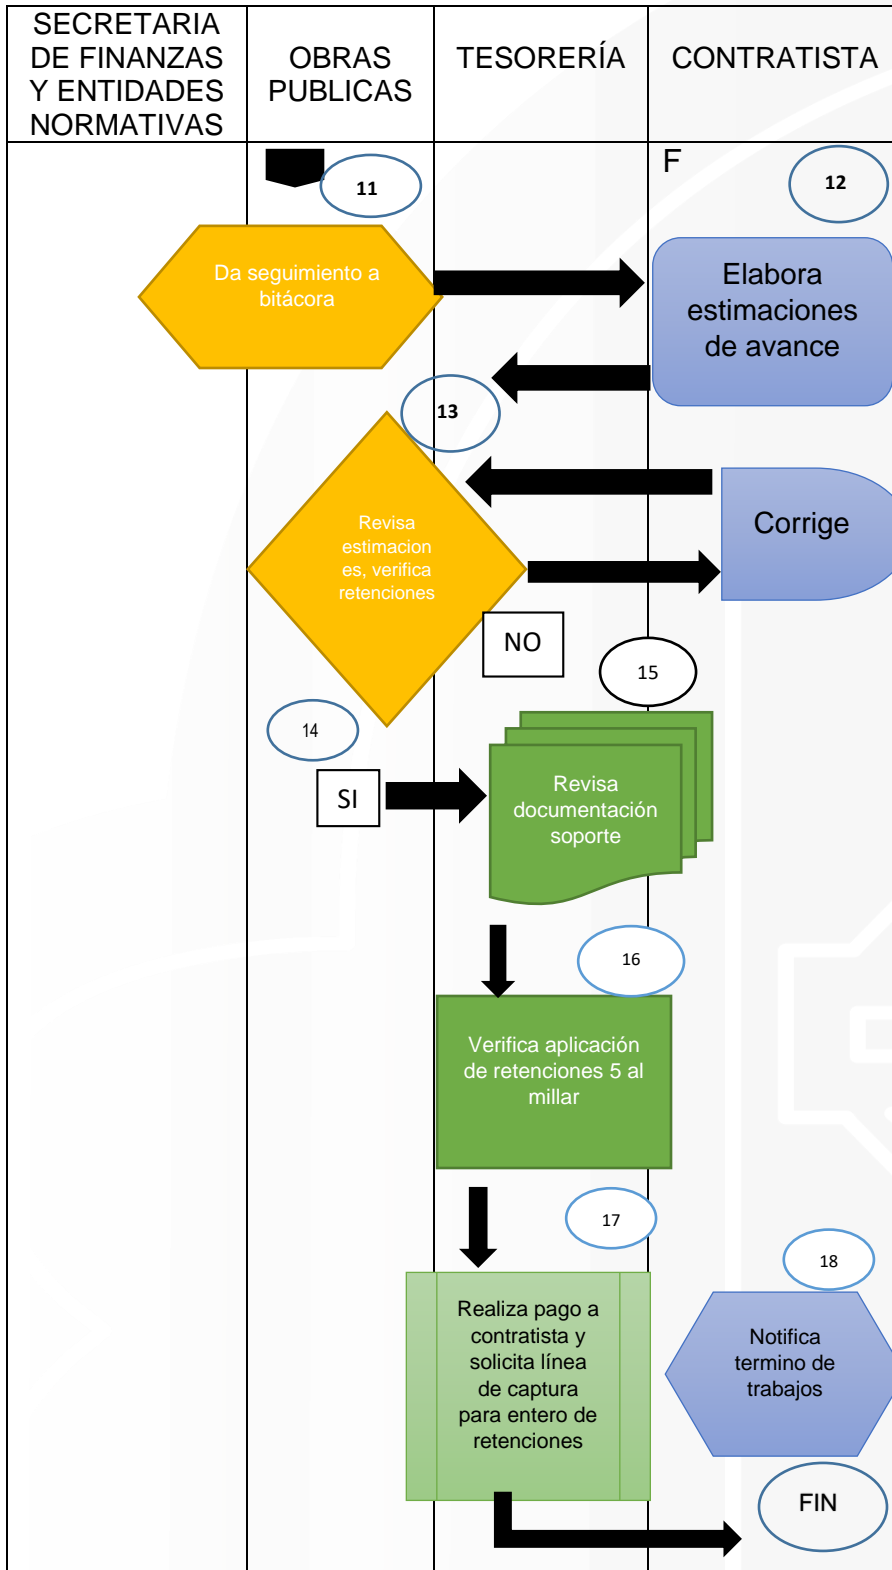 SECRETARIA
DE FINANZAS
Y ENTIDADES
NORMATIVAS
OBRAS
PUBLICAS
TESORERÍA
CONTRATISTA
F
11
12
Da seguimiento a
bitácora
Elabora
estimaciones
de avance
13
Revisa
estimacion
es, verifica
retenciones
Corrige
NO
15
14
SI
Revisa
documentación
soporte
16
Verifica aplicación
de retenciones 5 al
millar
17
18
Realiza pago a
contratista y
solicita línea
de captura
para entero de
retenciones
Notifica
termino de
trabajos
FIN